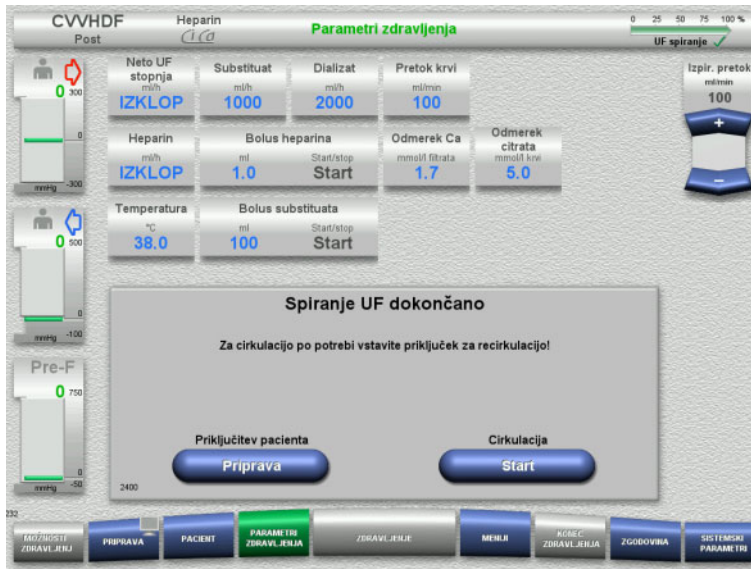 CVVHDF
Post
Heparin
Ci Ca
Parametri zdravljenja
0 25 50 75 100 %
UF spiranje
0 300
0
mmHg -300
Neto UF
stopnja
ml/h
IZKLOP
Substituat
ml/h
1000
Dializat
ml/h
2000
Pretok krvi
ml/min
100
Izpir. pretok
ml/min
100
+
–
Heparin
ml/h
IZKLOP
Bolus heparina
ml
1.0
Start/stop
Start
Odmerek Ca
mmol/l filtrata
1.7
Odmerek
citrata
mmol/l krvi
5.0
0 500
0
mmHg -100
Temperatura
°C
38.0
Bolus substituata
ml
100
Start/stop
Start
Pre-F
0 750
0
mmHg -50
Spiranje UF dokončano
Za cirkulacijo po potrebi vstavite priključek za recirkulacijo!
Priključitev pacienta
Priprava
Cirkulacija
Start
2400
232
MOŽNOSTI
ZDRAVLJENJ
PRIPRAVA
PACIENT
PARAMETRI
ZDRAVLJENJA
ZDRAVLJENJE
MENIJI
KONEC
ZDRAVLJENJA
ZGODOVINA
SISTEMSKI
PARAMETRI